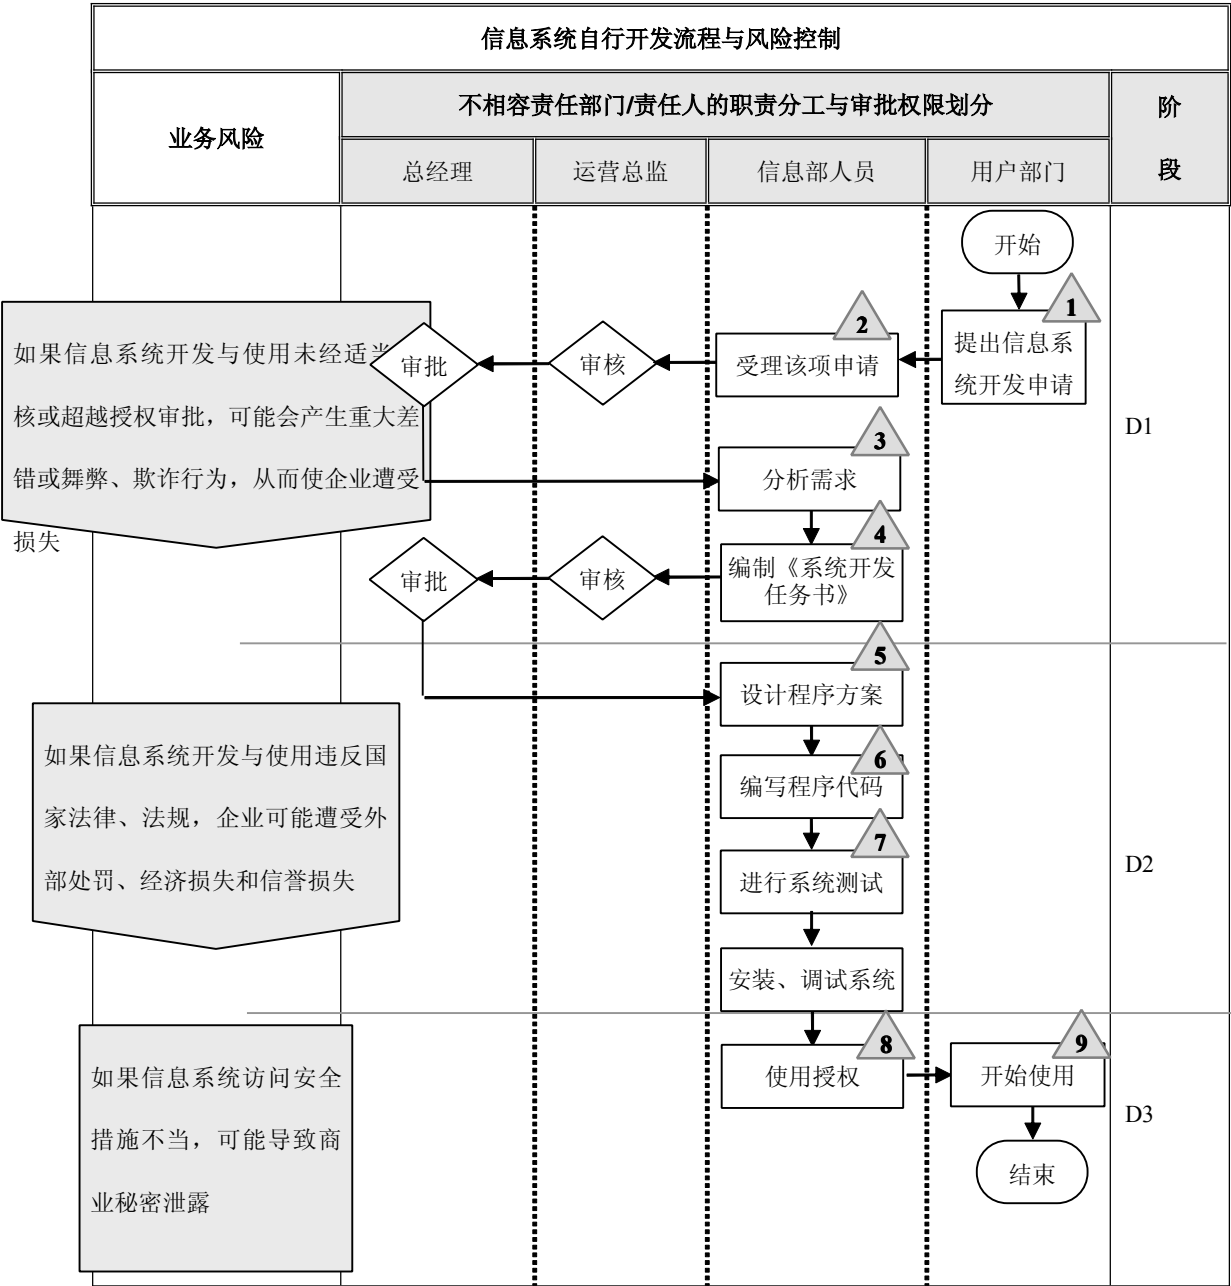 信息系统自行开发流程与风险控制
业务风险
不相容责任部门/责任人的职责分工与审批权限划分
阶
段
总经理
运营总监
信息部人员
用户部门
开始
1
提出信息系
统开发申请
2
受理该项申请
审核
审批
如果信息系统开发与使用未经适当
核或超越授权审批，可能会产生重大差
错或舞弊、欺诈行为，从而使企业遭受
损失
D1
3
分析需求
4
编制《系统开发
任务书》
审核
审批
5
设计程序方案
6
编写程序代码
7
进行系统测试
安装、调试系统
如果信息系统开发与使用违反国
家法律、法规，企业可能遭受外
部处罚、经济损失和信誉损失
D2
8
使用授权
9
开始使用
结束
如果信息系统访问安全
措施不当，可能导致商
业秘密泄露
D3